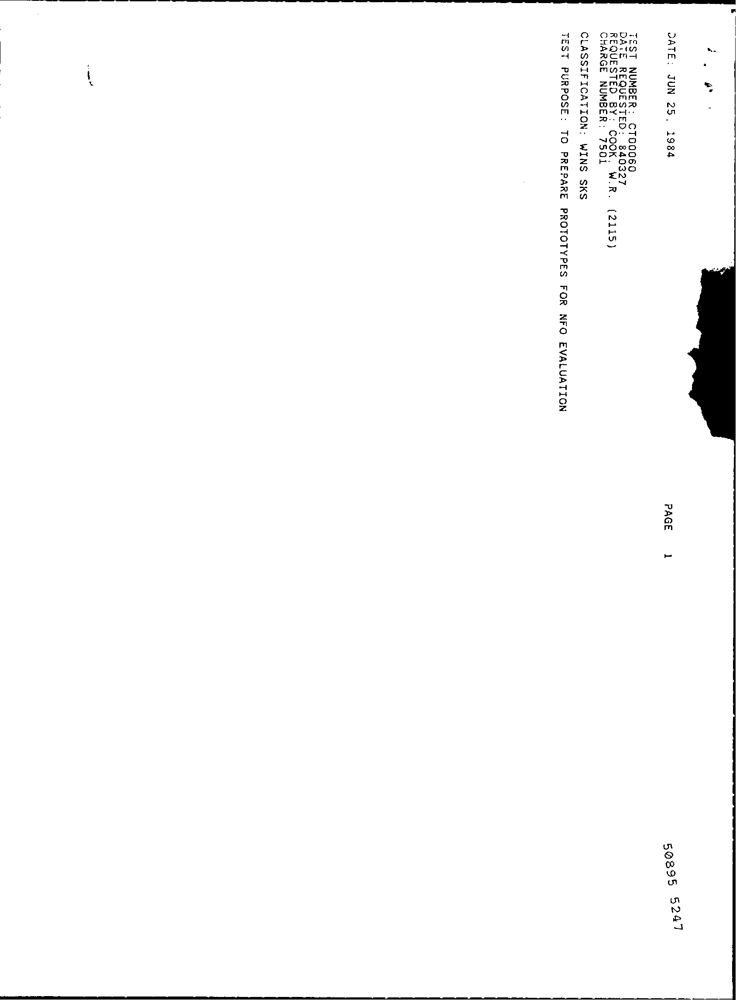 DATE: JUN 25, 1984 PAGE 1
TEST NUMBER: CT00060
DATE REQUESTED: 840327
REQUESTED BY: COOK, W.R. (2115)
CHARGE NUMBER: 7501
CLASSIFICATION: WINS SKS
TEST PURPOSE: TO PREPARE PROTOTYPES FOR NFO EVALUATION
50895 5247